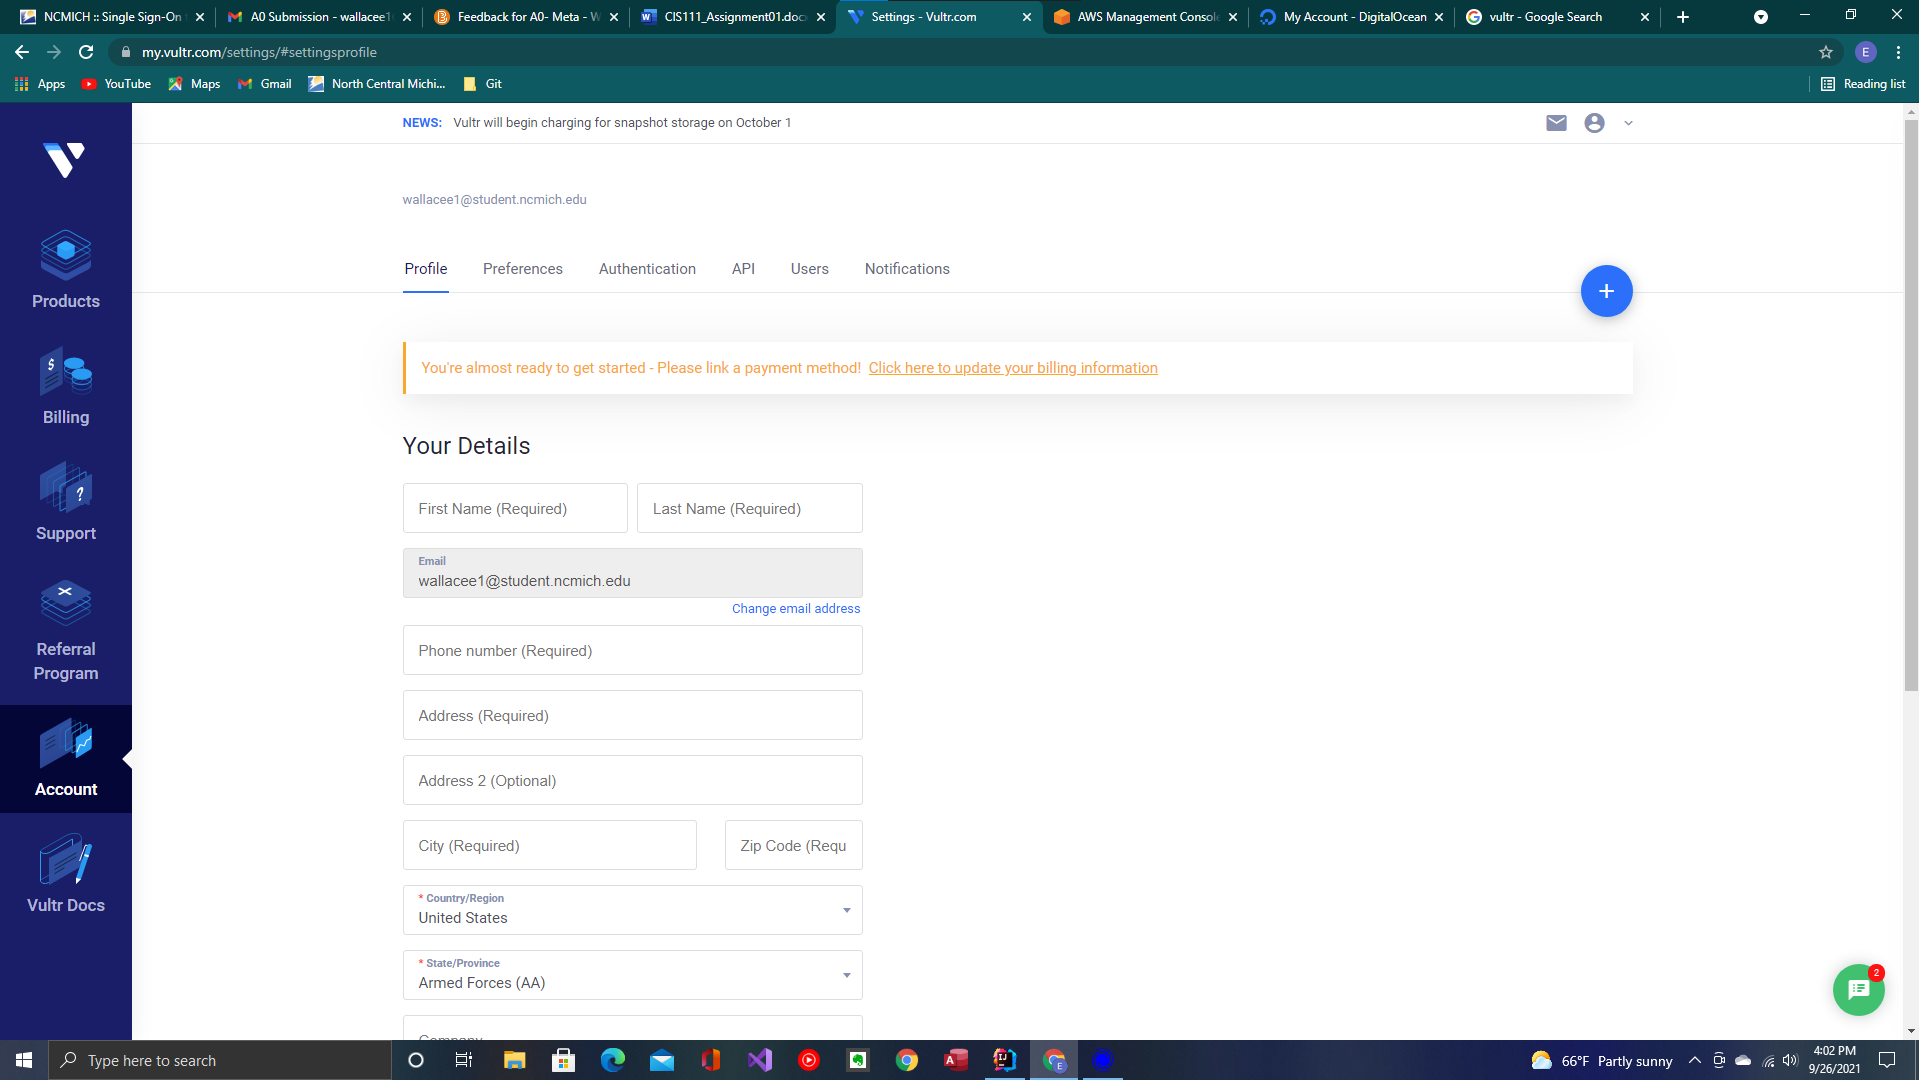 NCMICH :: Single Sign-On
A0 Submission - wallacee1
Feedback for A0- Meta - W
CIS111_Assignment01.docx
Settings - Vultr.com
AWS Management Console
My Account - DigitalOcean
vultr - Google Search
my.vultr.com/settings/#settingsprofile
E
Apps
YouTube
Maps
Gmail
North Central Michi...
Git
Reading list
NEWS: Vultr will begin charging for snapshot storage on October 1
wallacee1@student.ncmich.edu
Profile
Preferences
Authentication
API
Users
Notifications
+
Products
Billing
Support
Referral
Program
Account
Vultr Docs
You're almost ready to get started - Please link a payment method! Click here to update your billing information
Your Details
First Name (Required)
Last Name (Required)
Email
wallacee1@student.ncmich.edu
Change email address
Phone number (Required)
Address (Required)
Address 2 (Optional)
City (Required)
Zip Code (Requ
* Country/Region
United States
* State/Province
Armed Forces (AA)
Company
2
Type here to search
66°F Partly sunny
4:02 PM
9/26/2021